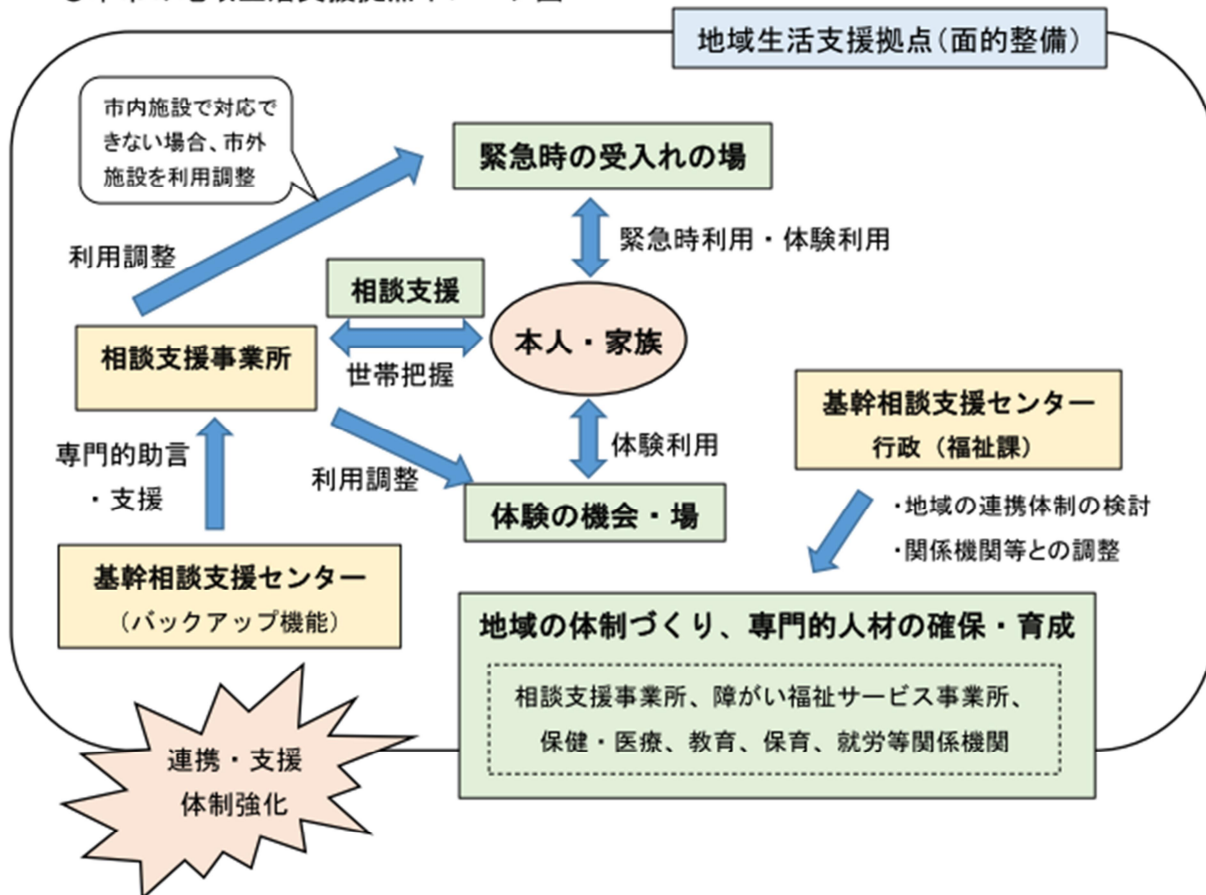 地域生活支援拠点（面的整備）
市内施設で対応で
きない場合、市外
施設を利用調整
緊急時の受入れの場
利用調整
緊急時利用・体験利用
相談支援
本人・家族
相談支援事業所
世帯把握
基幹相談支援センター
行政（福祉課）
専門的助言
・支援
利用調整
体験利用
体験の機会・場
・地域の連携体制の検討
・関係機関等との調整
基幹相談支援センター
（バックアップ機能）
地域の体制づくり、専門的人材の確保・育成
相談支援事業所、障がい福祉サービス事業所、
保健・医療、教育、保育、就労等関係機関
連携・支援
体制強化